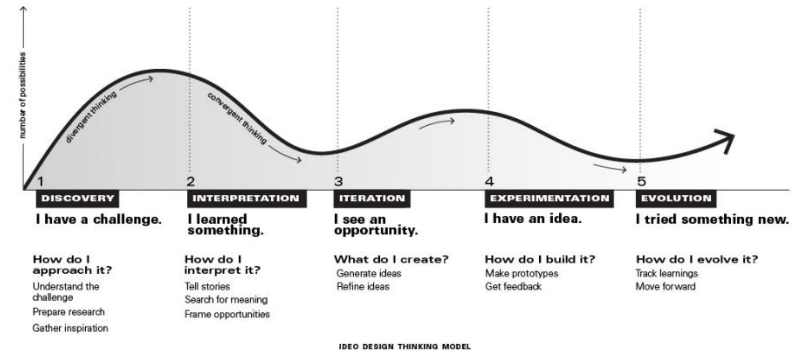 number of possibilities
divergent thinking
convergent thinking
1
DISCOVERY
I have a challenge.
How do I
approach it?
Understand the
challenge
Prepare research
Gather inspiration
2
INTERPRETATION
I learned
something.
How do I
interpret it?
Tell stories
Search for meaning
Frame opportunities
3
ITERATION
I see an
opportunity.
What do I create?
Generate ideas
Refine ideas
4
EXPERIMENTATION
I have an idea.
How do I build it?
Make prototypes
Get feedback
5
EVOLUTION
I tried something new.
How do I evolve it?
Track learnings
Move forward
IDEO DESIGN THINKING MODEL